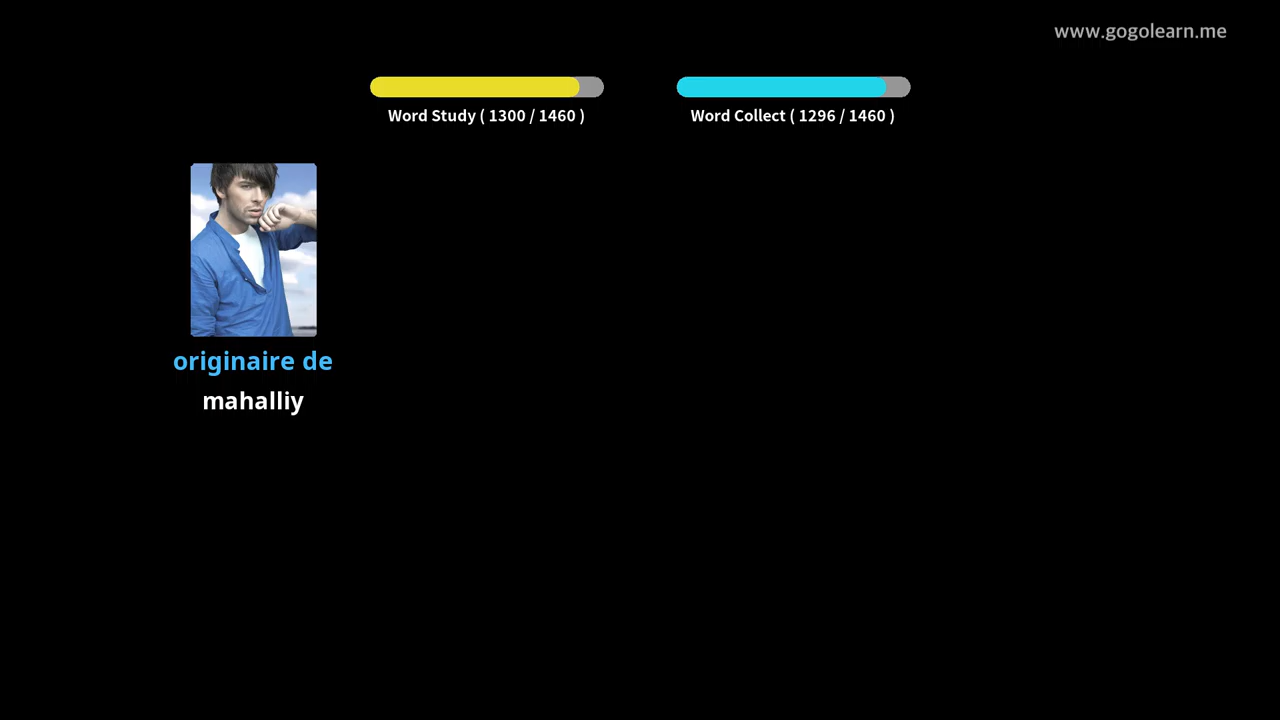 www.gogolearn.me
Word Study ( 1300 / 1460 )
Word Collect ( 1296 / 1460 )
originaire de
mahalliy